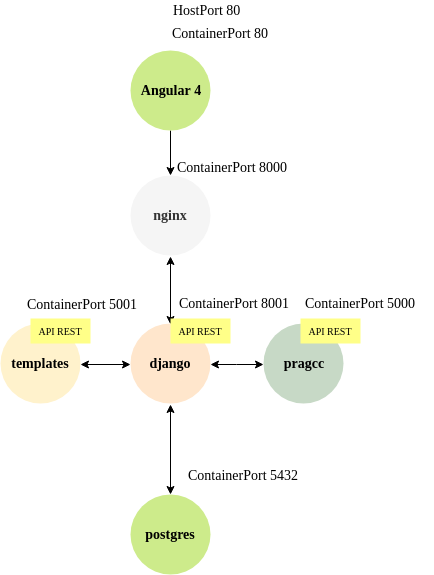 HostPort 80
ContainerPort 80
Angular 4
ContainerPort 8000
nginx
ContainerPort 5001
ContainerPort 8001
ContainerPort 5000
API REST
API REST
API REST
templates
django
pragcc
ContainerPort 5432
postgres